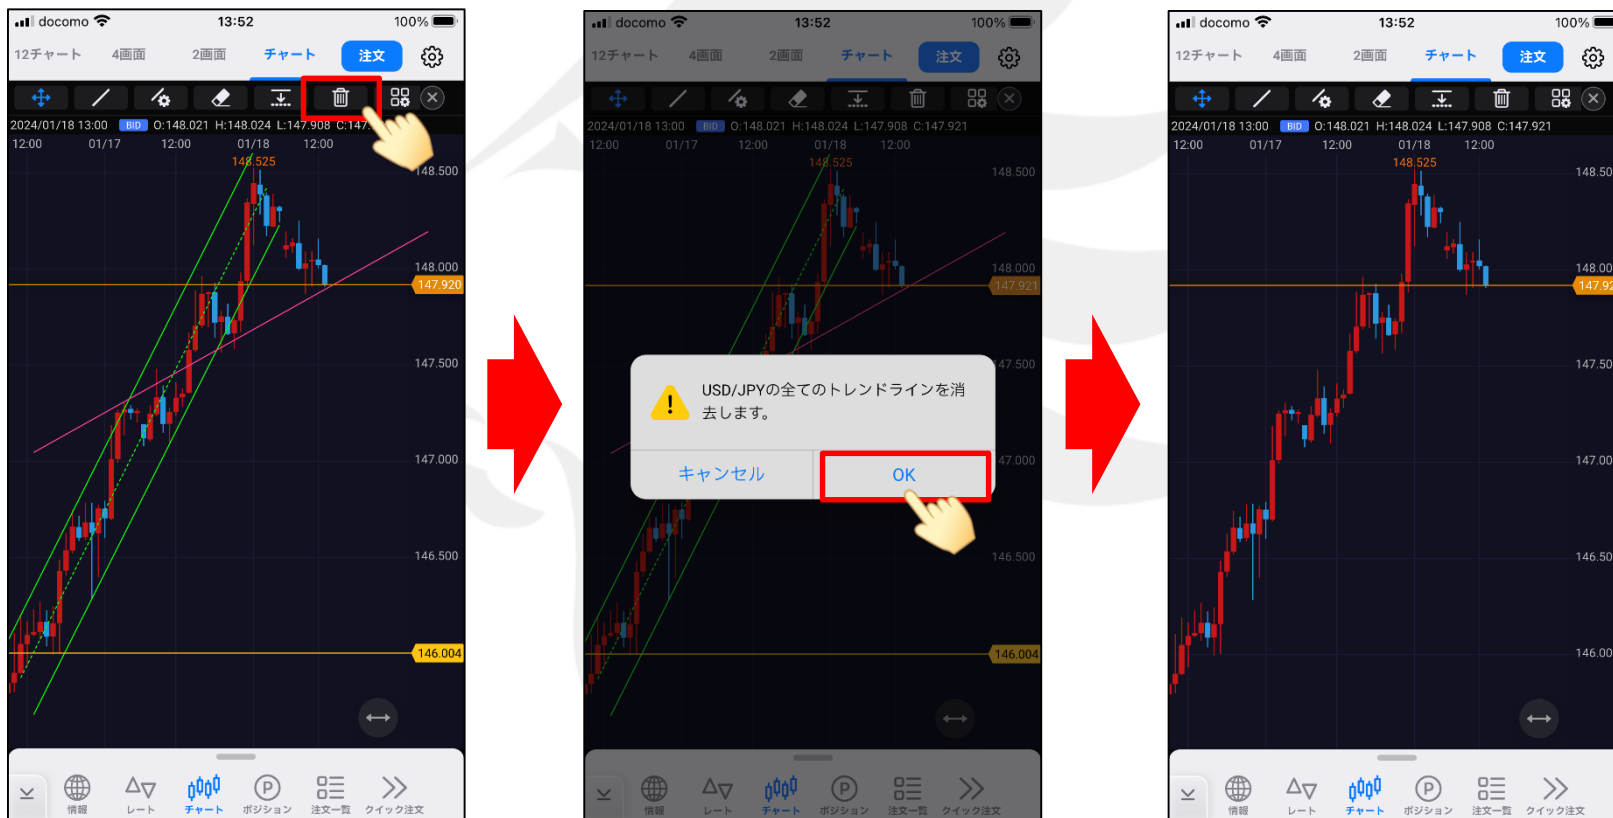 docomo 13:52 100%
12チャート 4画面 2画面 チャート 注文
2024/01/18 13:00 BID O:148.021 H:148.024 L:147.908 C:147.
12:00 01/17 12:00 01/18 12:00
148.525
148.500
148.000
147.920
147.500
147.000
146.500
146.004
情報 レート チャート P ポジション 注文一覧 クイック注文
docomo 13:52 100%
12チャート 4画面 2画面 チャート 注文
2024/01/18 13:00 BID O:148.021 H:148.024 L:147.908 C:147.921
12:00 01/17 12:00 01/18 12:00
148.525
148.500
148.000
147.921
147.500
USD/JPYの全てのトレンドラインを消
去します。
キャンセル OK
147.000
146.500
146.004
情報 レート チャート P ポジション 注文一覧 クイック注文
docomo 13:52 100%
12チャート 4画面 2画面 チャート 注文
2024/01/18 13:00 BID O:148.021 H:148.024 L:147.908 C:147.921
12:00 01/17 12:00 01/18 12:00
148.525
148.50
148.00
147.92
147.50
147.00
146.50
146.00
情報 レート チャート P ポジション 注文一覧 クイック注文